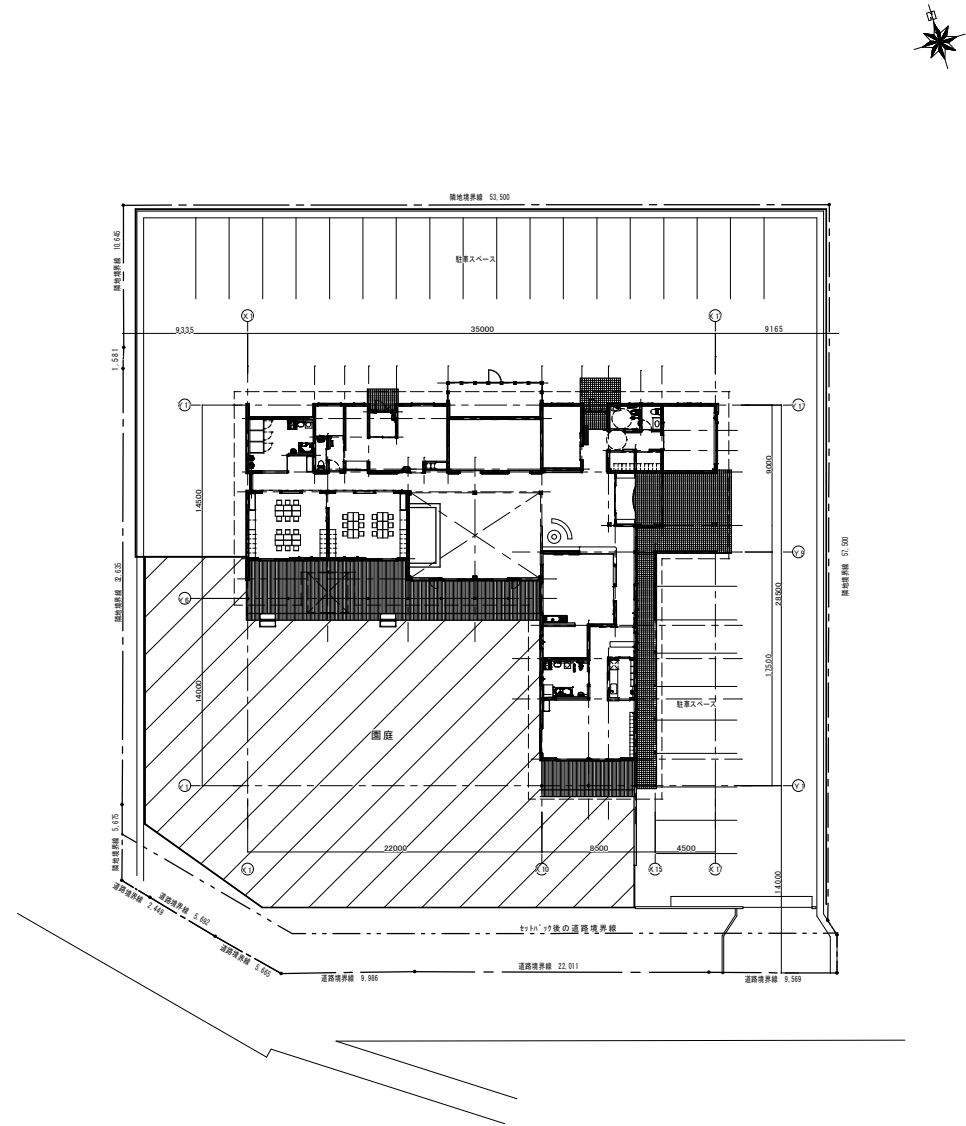 隣地境界線 53,500
隣地境界線 10,645
駐車スペース
X1
9335
35000
9165
1,581
14500
9000
隣地境界線 57,500
隣地境界線 32,635
28500
14000
17500
駐車スペース
園庭
隣地境界線 5,675
22000
8500
4500
14000
X1
道路境界線 2,449
道路境界線 5,692
セットバック後の道路境界線
道路境界線 5,665
道路境界線 9,986
道路境界線 22,011
道路境界線 9,569